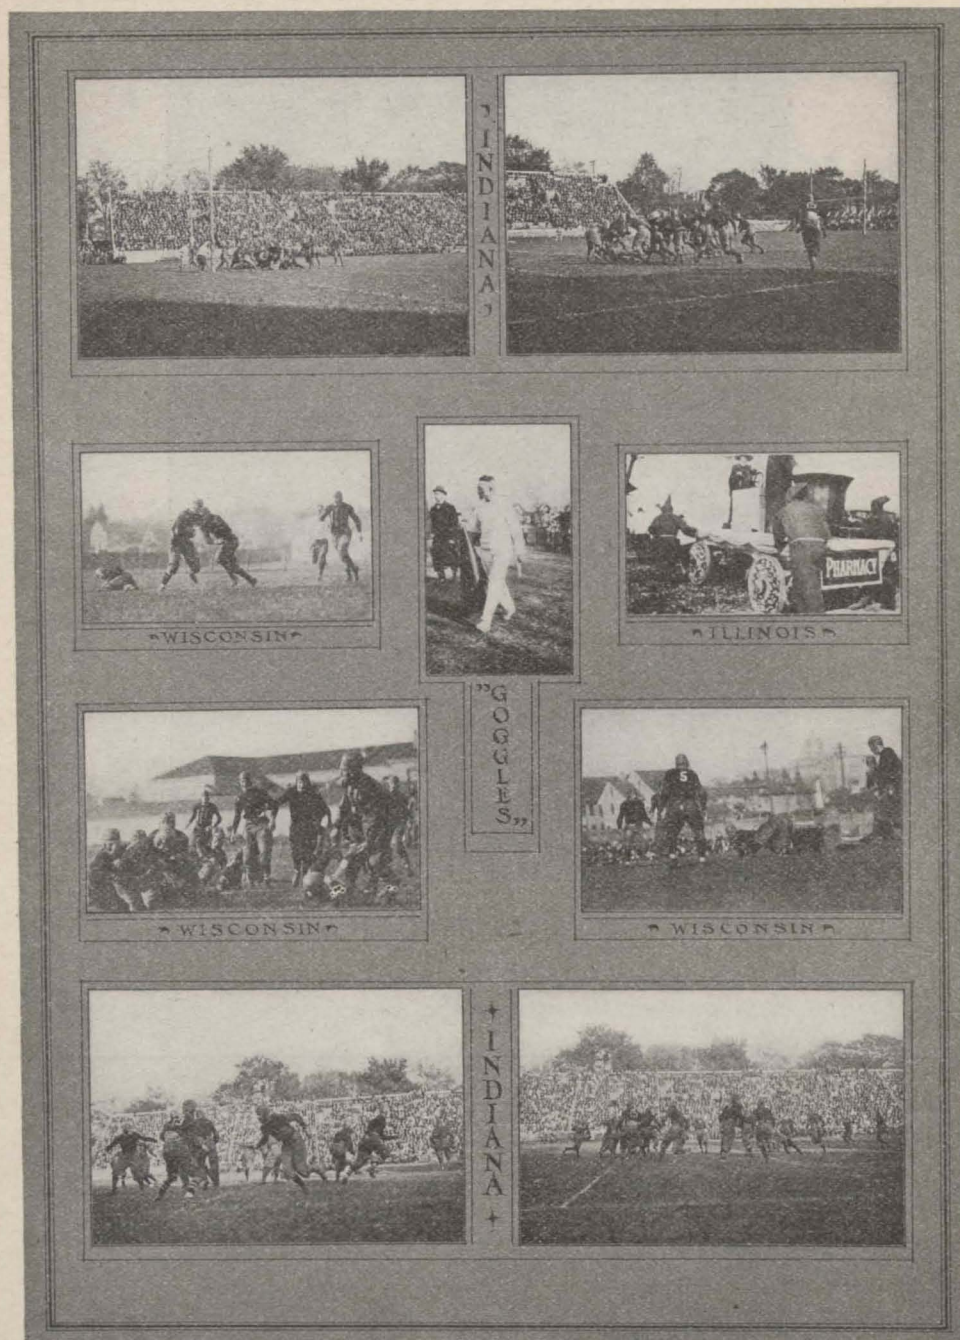 "INDIANA"
WISCONSIN
PHARMACY
ILLINOIS
"GOGGLES"
5
WISCONSIN
WISCONSIN
INDIANA